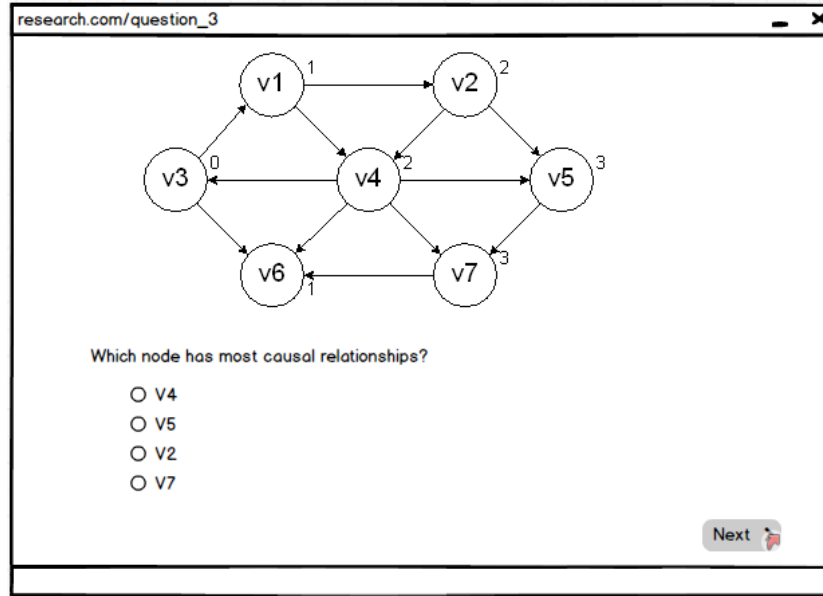 research.com/question_3
v1 1
v2 2
v3 0
v4 2
v5 3
v6 1
v7 3
Which node has most causal relationships?
V4
V5
V2
V7
Next